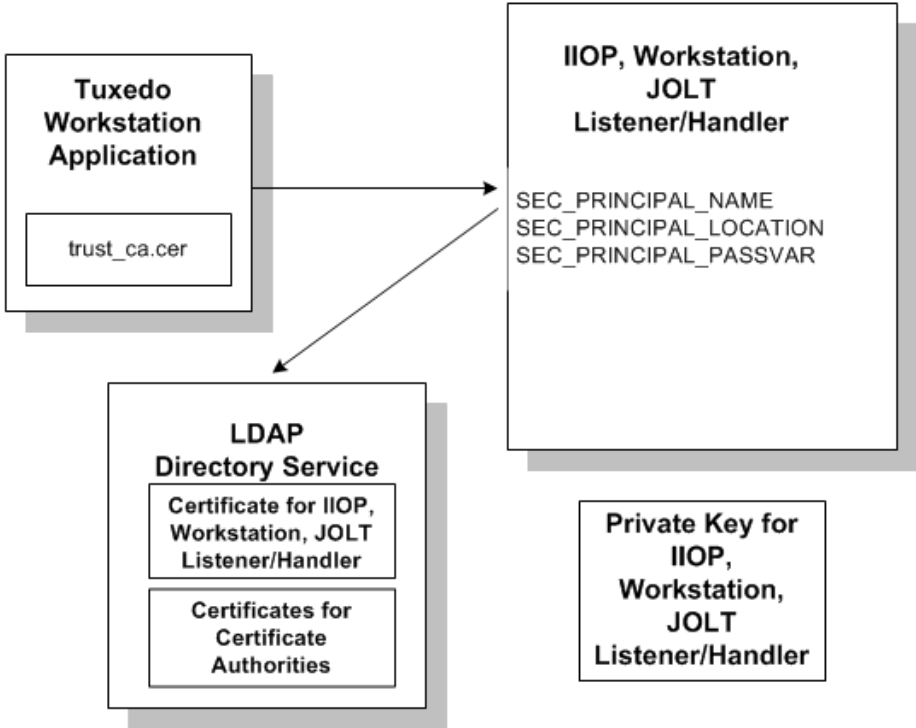 Tuxedo
Workstation
Application
trust_ca.cer
IIOP, Workstation,
JOLT
Listener/Handler
SEC_PRINCIPAL_NAME
SEC_PRINCIPAL_LOCATION
SEC_PRINCIPAL_PASSVAR
LDAP
Directory Service
Certificate for IIOP,
Workstation, JOLT
Listener/Handler
Certificates for
Certificate
Authorities
Private Key for
IIOP,
Workstation,
JOLT
Listener/Handler